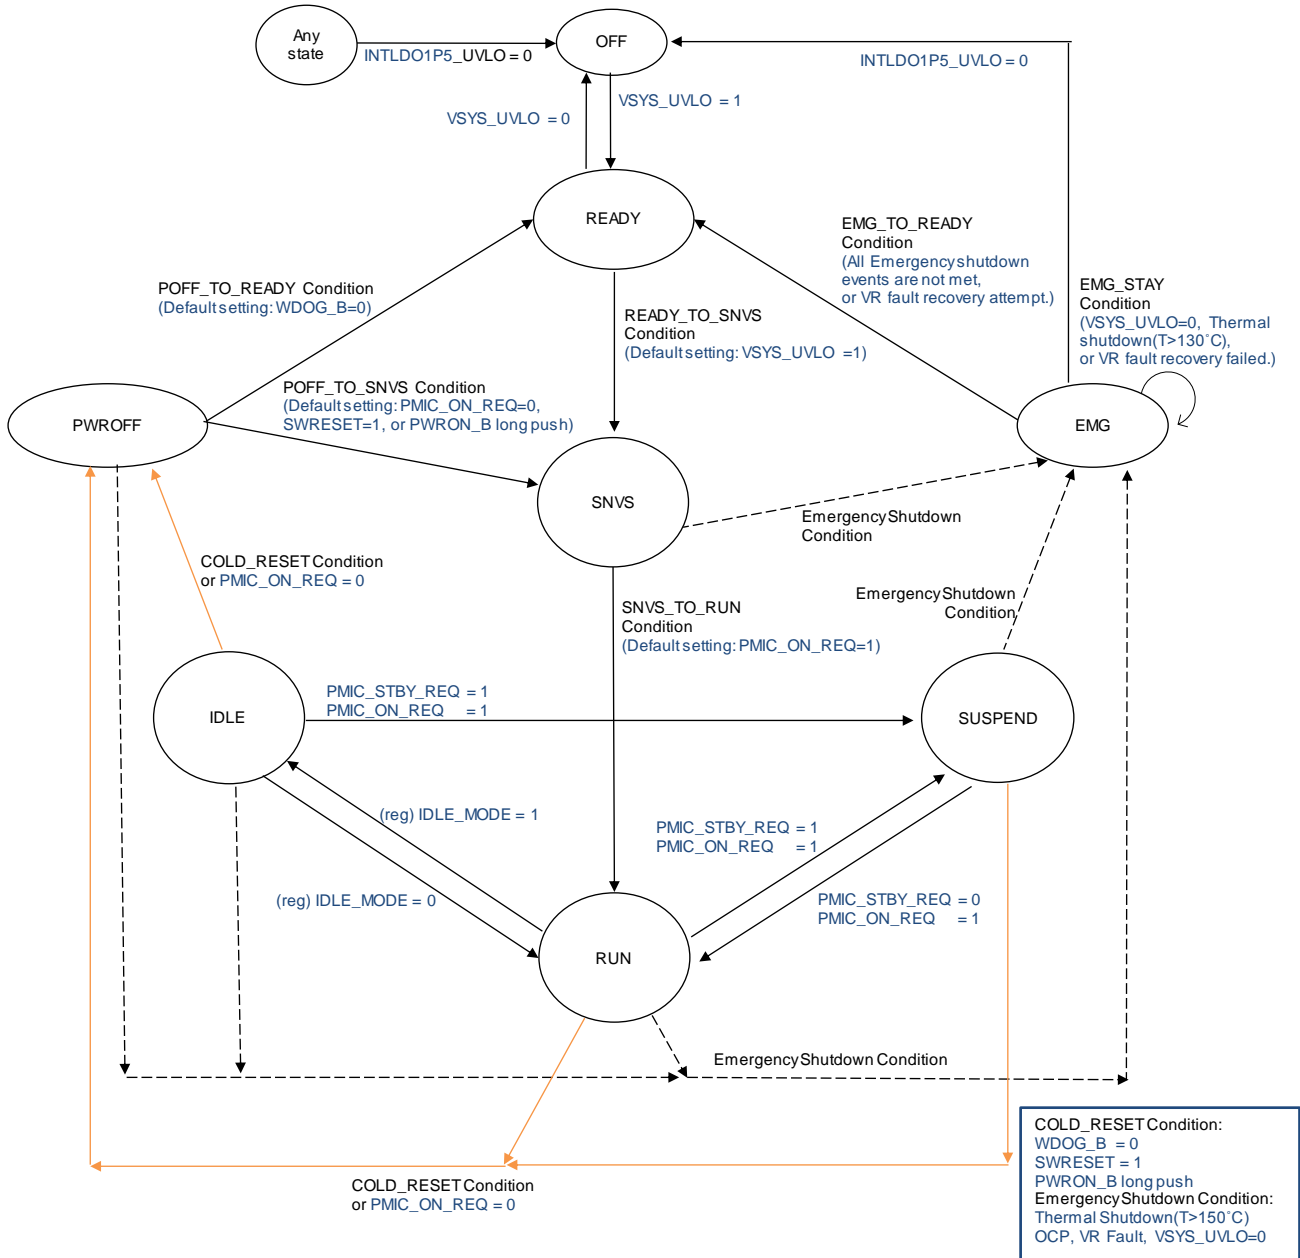 Any
state
OFF
INTLDO1P5_UVLO = 0
INTLDO1P5_UVLO = 0
VSYS_UVLO = 0
VSYS_UVLO = 1
READY
EMG_TO_READY
Condition
(All Emergency shutdown
events are not met,
or VR fault recovery attempt.)
EMG_STAY
Condition
(VSYS_UVLO=0, Thermal
shutdown(T>130˚C),
or VR fault recovery failed.)
POFF_TO_READY Condition
(Default setting: WDOG_B=0)
READY_TO_SNVS
Condition
(Default setting: VSYS_UVLO =1)
POFF_TO_SNVS Condition
(Default setting: PMIC_ON_REQ=0,
SWRESET=1, or PWRON_B long push)
PWROFF
EMG
SNVS
Emergency Shutdown
Condition
COLD_RESET Condition
or PMIC_ON_REQ = 0
Emergency Shutdown
Condition
SNVS_TO_RUN
Condition
(Default setting: PMIC_ON_REQ=1)
IDLE
PMIC_STBY_REQ = 1
PMIC_ON_REQ = 1
SUSPEND
(reg) IDLE_MODE = 1
PMIC_STBY_REQ = 1
PMIC_ON_REQ = 1
(reg) IDLE_MODE = 0
PMIC_STBY_REQ = 0
PMIC_ON_REQ = 1
RUN
Emergency Shutdown Condition
COLD_RESET Condition
or PMIC_ON_REQ = 0
COLD_RESET Condition:
WDOG_B = 0
SWRESET = 1
PWRON_B long push
Emergency Shutdown Condition:
Thermal Shutdown(T>150˚C)
OCP, VR Fault, VSYS_UVLO=0